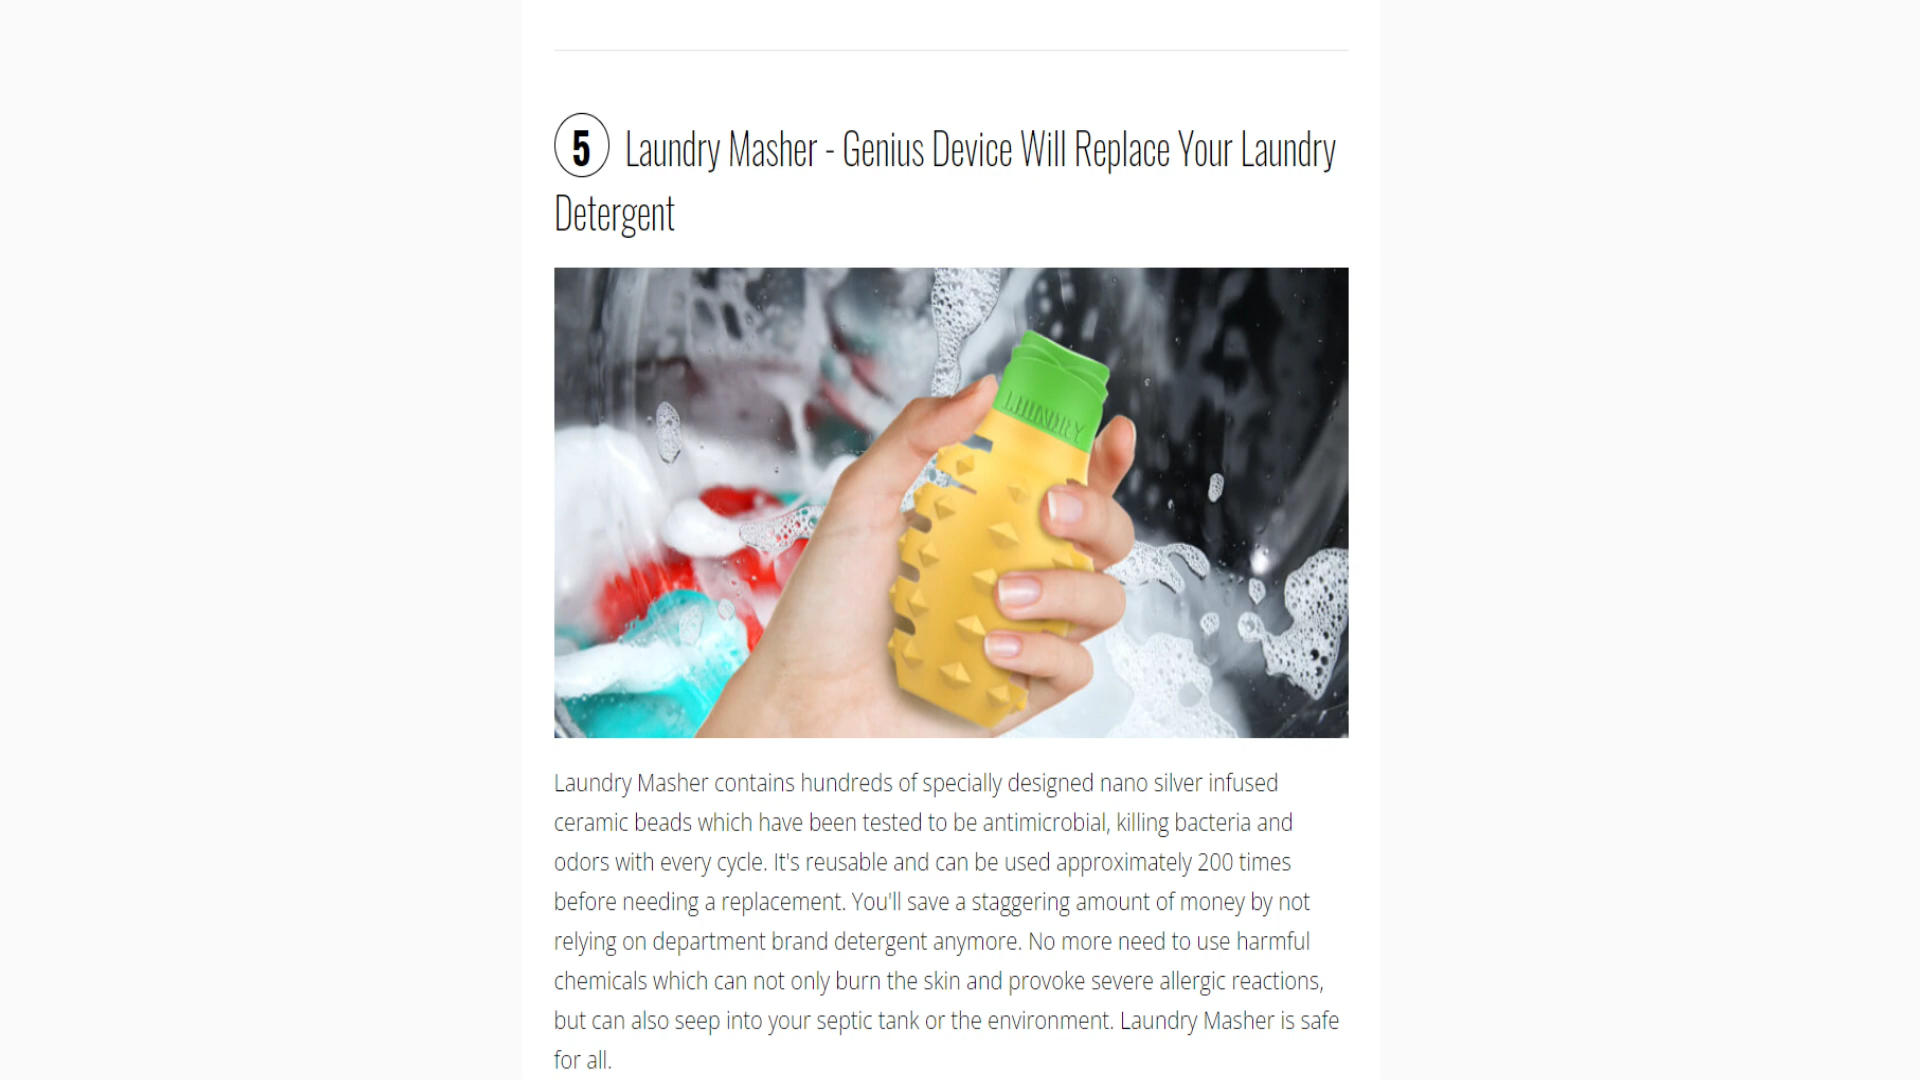 5 Laundry Masher - Genius Device Will Replace Your Laundry
Detergent
LAUNDRY
Laundry Masher contains hundreds of specially designed nano silver infused
ceramic beads which have been tested to be antimicrobial, killing bacteria and
odors with every cycle. It's reusable and can be used approximately 200 times
before needing a replacement. You'll save a staggering amount of money by not
relying on department brand detergent anymore. No more need to use harmful
chemicals which can not only burn the skin and provoke severe allergic reactions,
but can also seep into your septic tank or the environment. Laundry Masher is safe
for all.